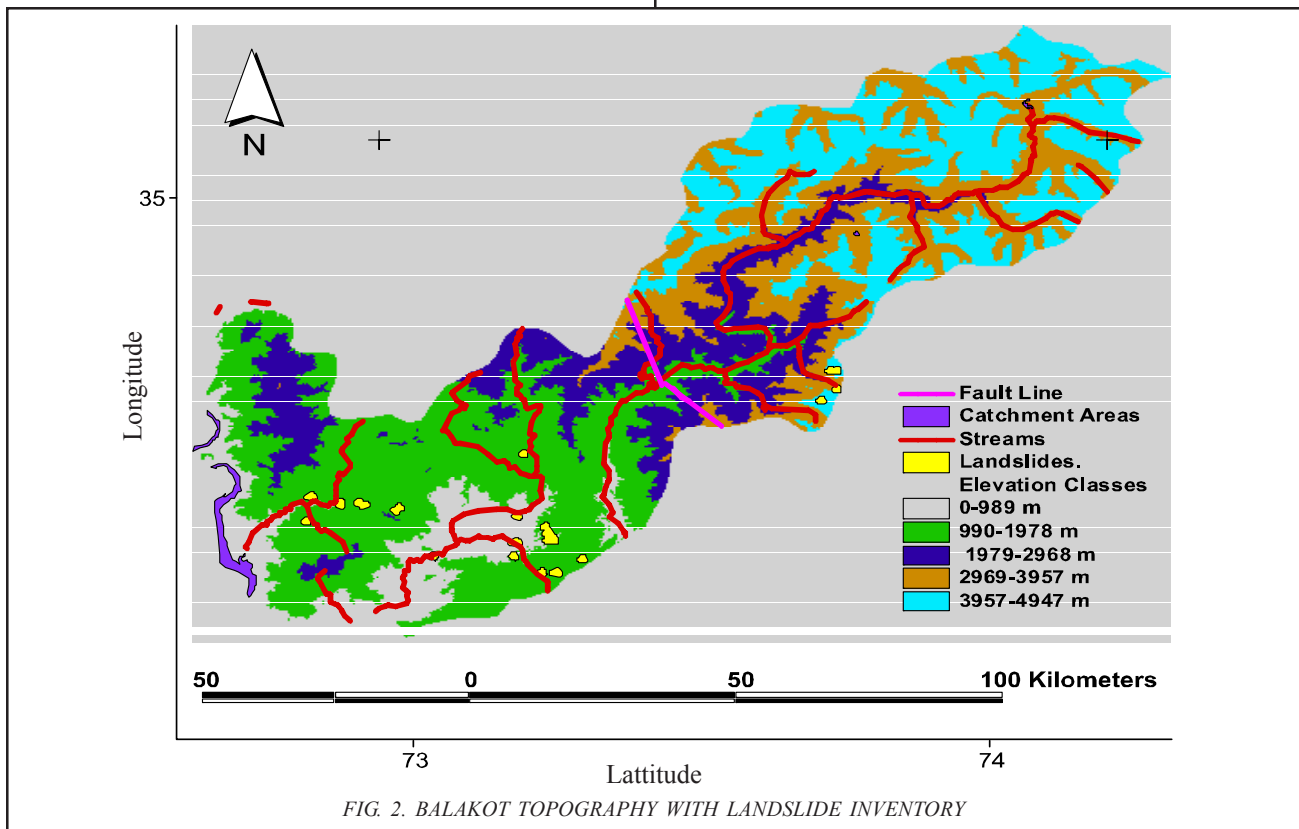 N
35
Longitude
Fault Line
Catchment Areas
Streams
Landslides.
Elevation Classes
0-989 m
990-1978 m
1979-2968 m
2969-3957 m
3957-4947 m
50 0 50 100 Kilometers
73 74
Lattitude
FIG. 2. BALAKOT TOPOGRAPHY WITH LANDSLIDE INVENTORY